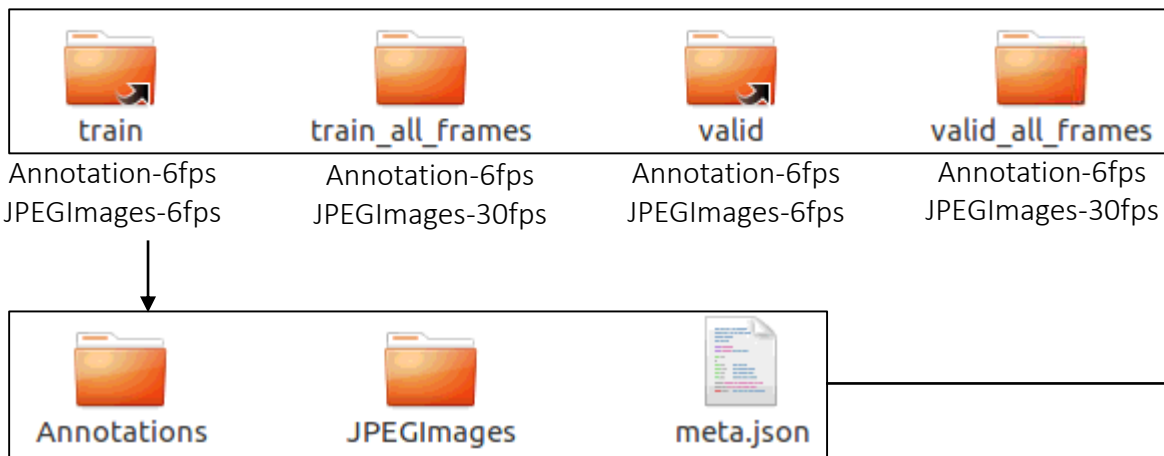 train train_all_frames valid valid_all_frames
Annotation-6fps Annotation-6fps Annotation-6fps Annotation-6fps
JPEGImages-6fps JPEGImages-30fps JPEGImages-6fps JPEGImages-30fps
Annotations JPEGImages meta.json